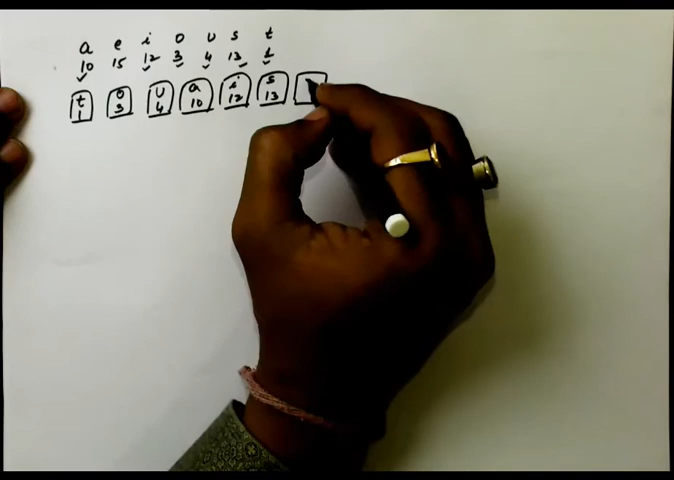 a e i o u s t
10 15 12 3 4 13 1
t o u a i s
1 3 4 10 12 13